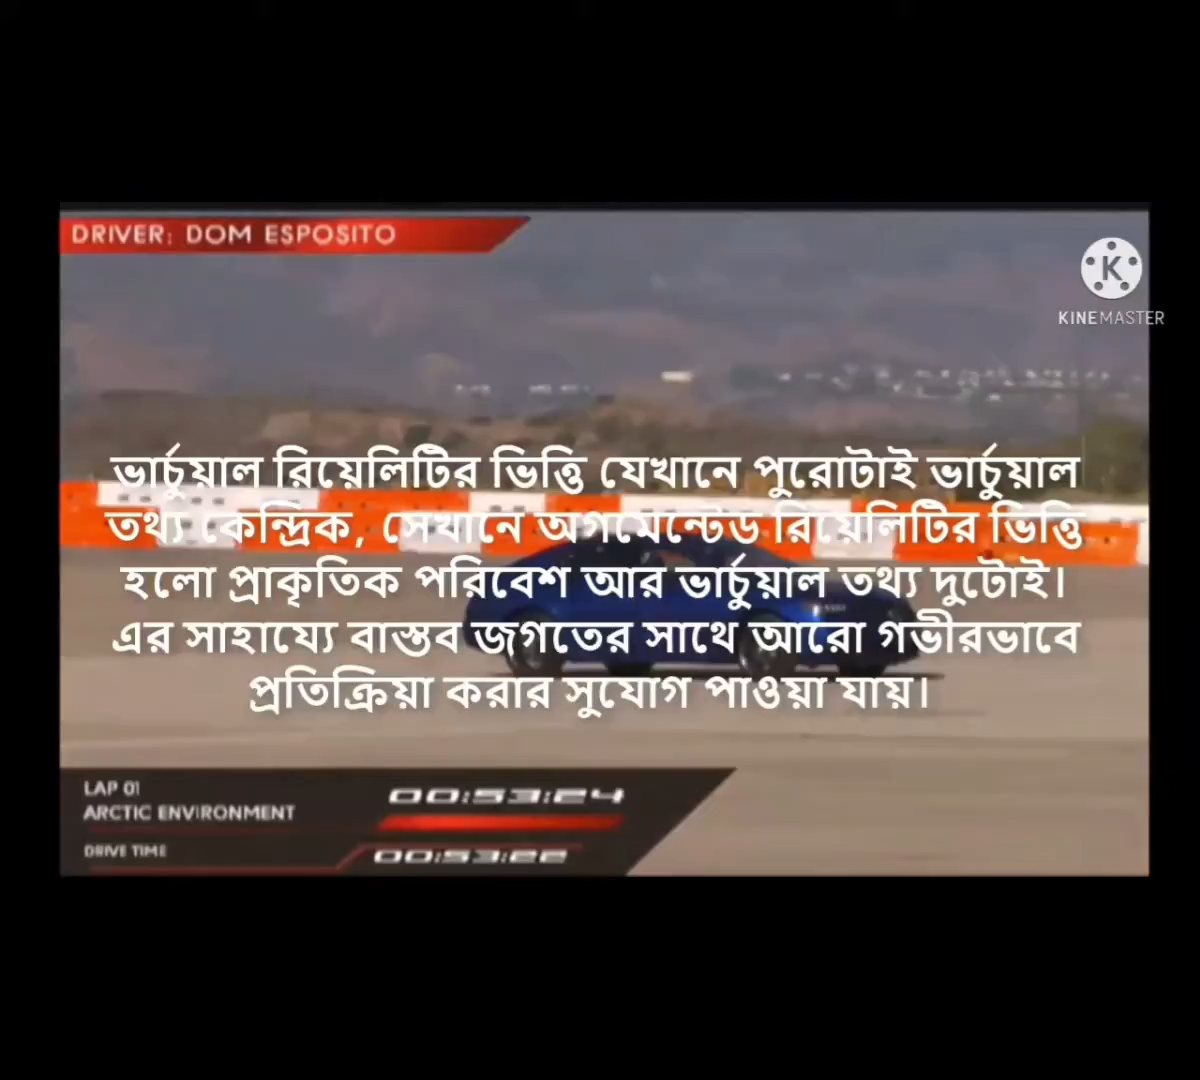 DRIVER: DOM ESPOSITO
KINEMASTER
ভার্চুয়াল রিয়েলিটির ভিত্তি যেখানে পুরোটাই ভার্চুয়াল
তথ্য কেন্দ্রিক, সেখানে অগমেন্টেড রিয়েলিটির ভিত্তি
হলো প্রাকৃতিক পরিবেশ আর ভার্চুয়াল তথ্য দুটোই।
এর সাহায্যে বাস্তব জগতের সাথে আরো গভীরভাবে
প্রতিক্রিয়া করার সুযোগ পাওয়া যায়।
LAP 01 00:53:24
ARCTIC ENVIRONMENT
DRIVE TIME 00:53:22